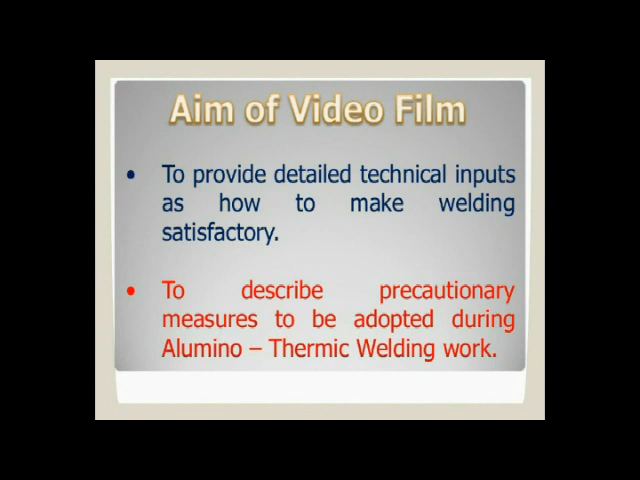 Aim of Video Film
• To provide detailed technical inputs
as how to make welding
satisfactory.
• To describe precautionary
measures to be adopted during
Alumino – Thermic Welding work.